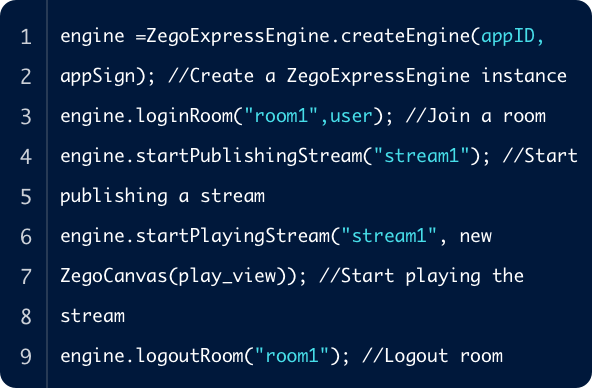 1 engine =ZegoExpressEngine.createEngine(appID,
2 appSign); //Create a ZegoExpressEngine instance
3 engine.loginRoom("room1",user); //Join a room
4 engine.startPublishingStream("stream1"); //Start
5 publishing a stream
6 engine.startPlayingStream("stream1", new
7 ZegoCanvas(play_view)); //Start playing the
8 stream
9 engine.logoutRoom("room1"); //Logout room